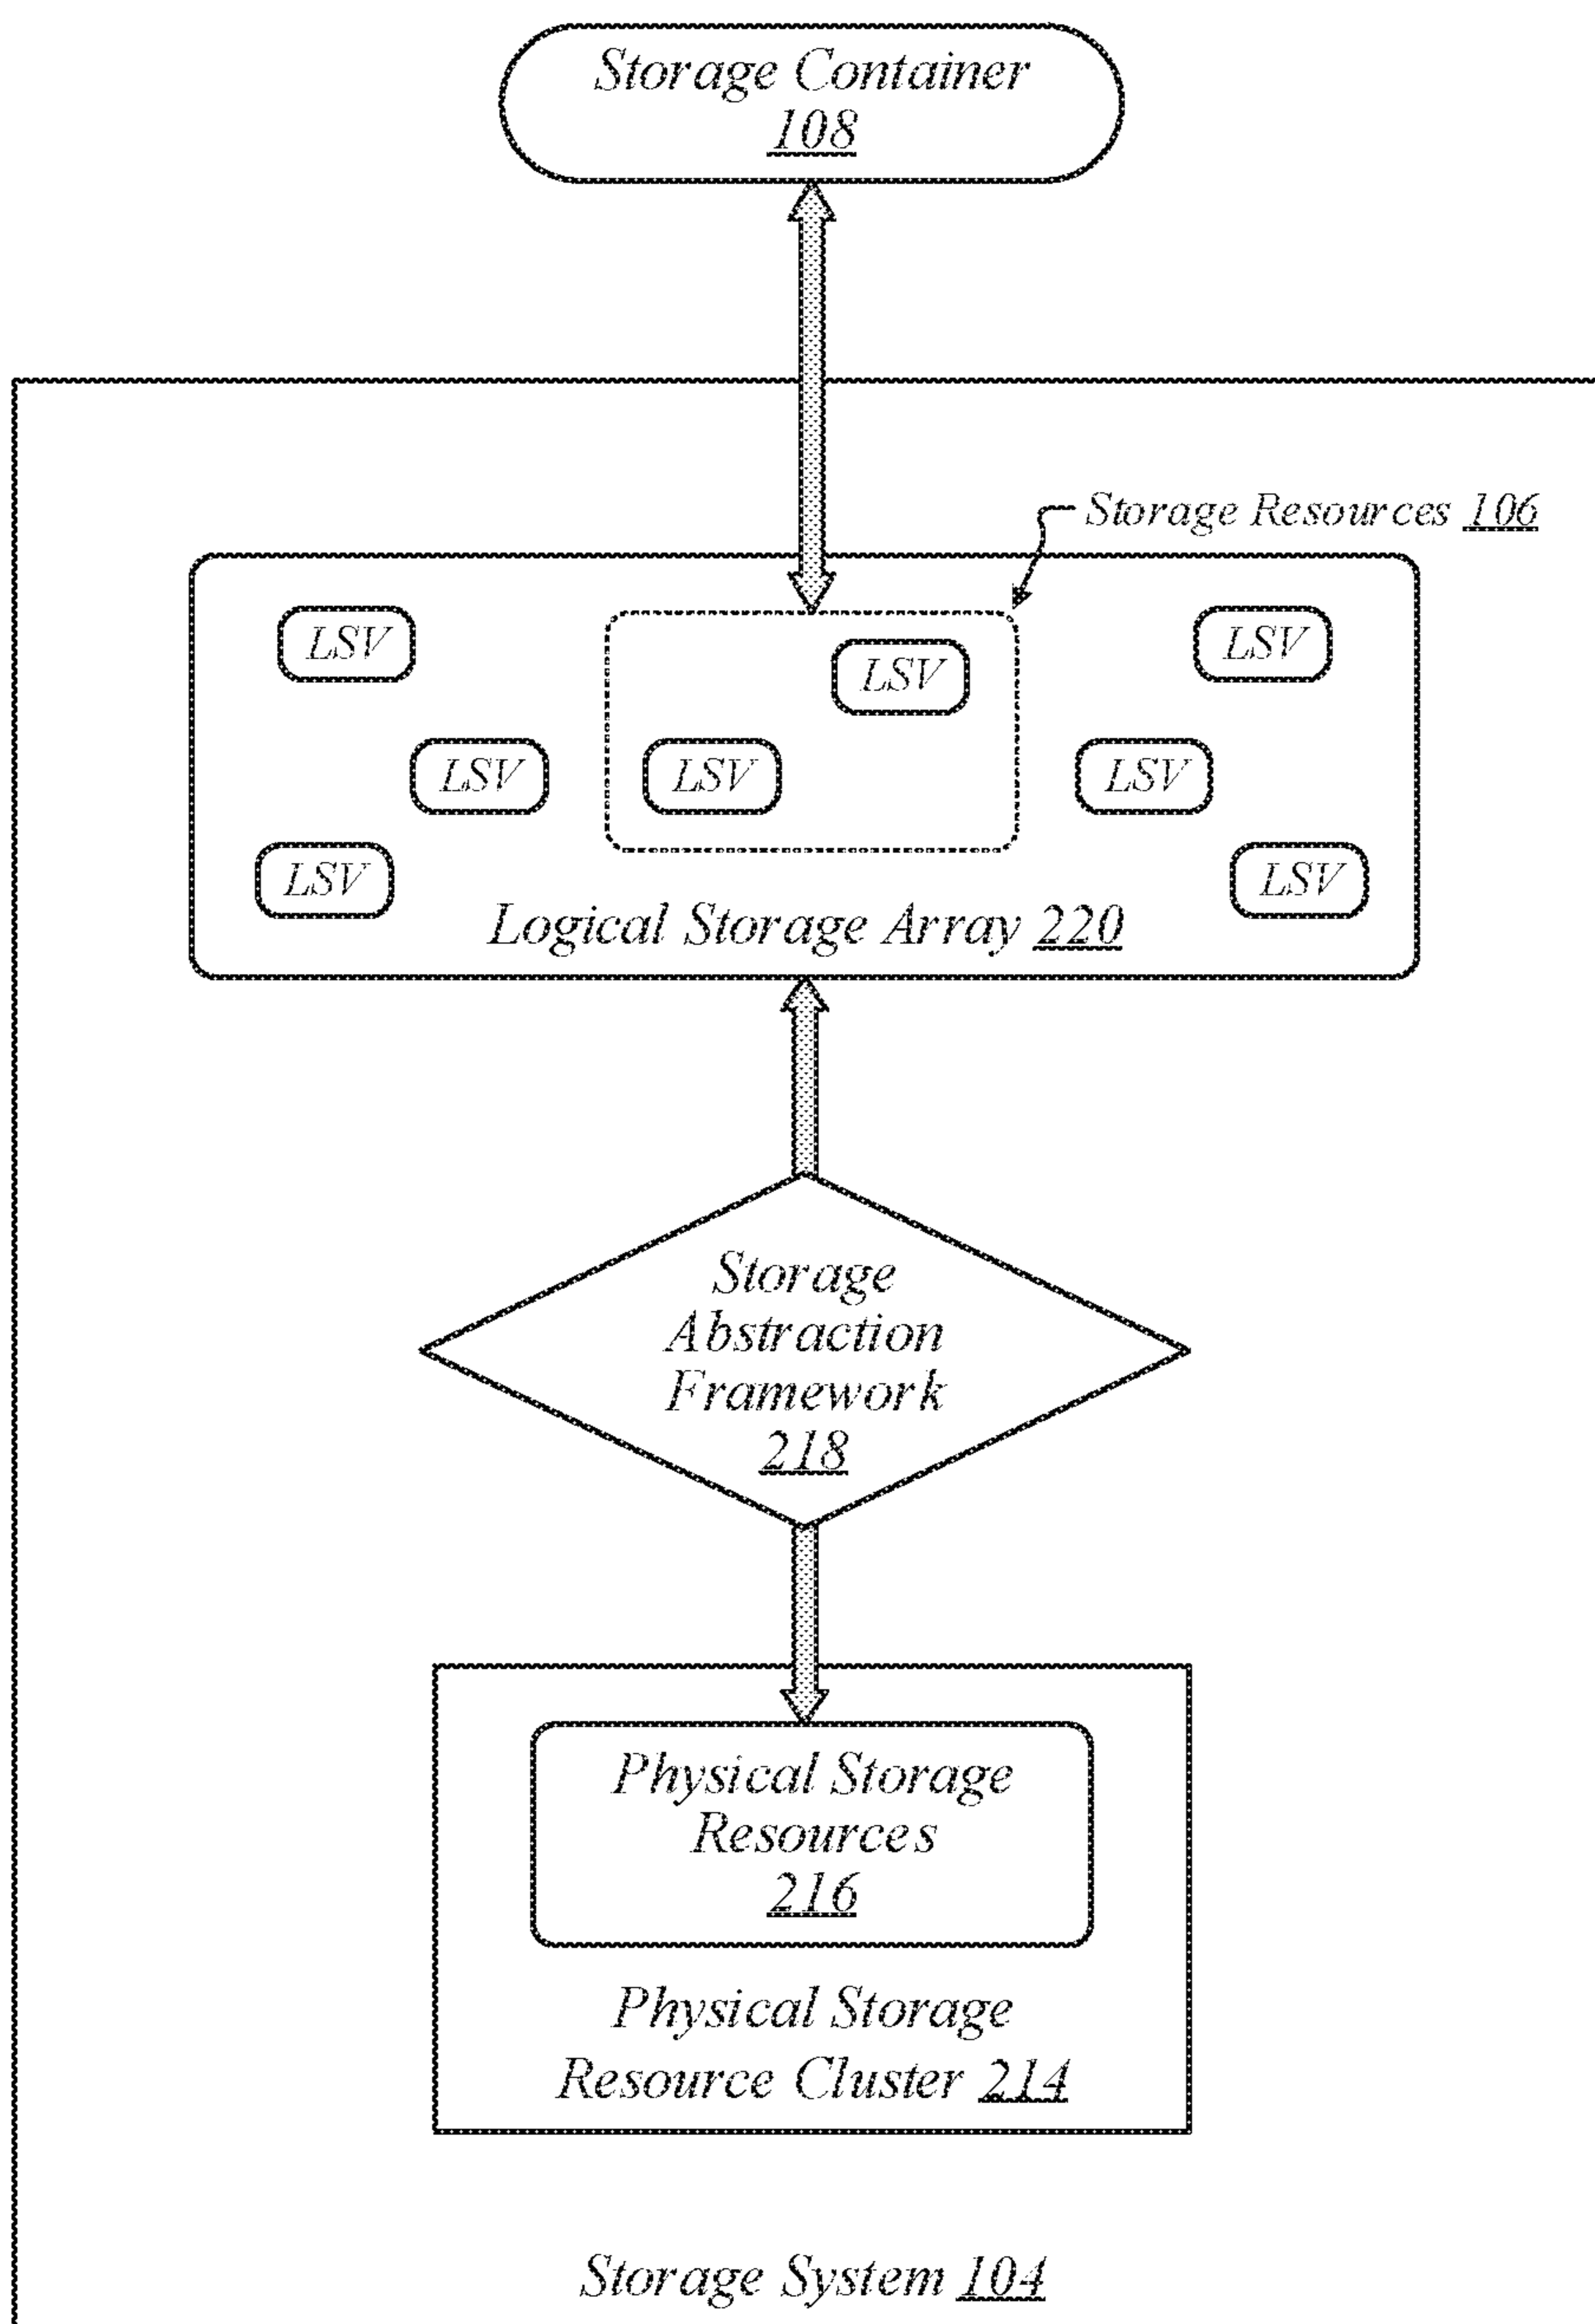 Storage Container
108
Storage Resources 106
LSV
LSV
LSV
LSV
LSV
LSV
LSV
LSV
Logical Storage Array 220
Storage
Abstraction
Framework
218
Physical Storage
Resources
216
Physical Storage
Resource Cluster 214
Storage System 104